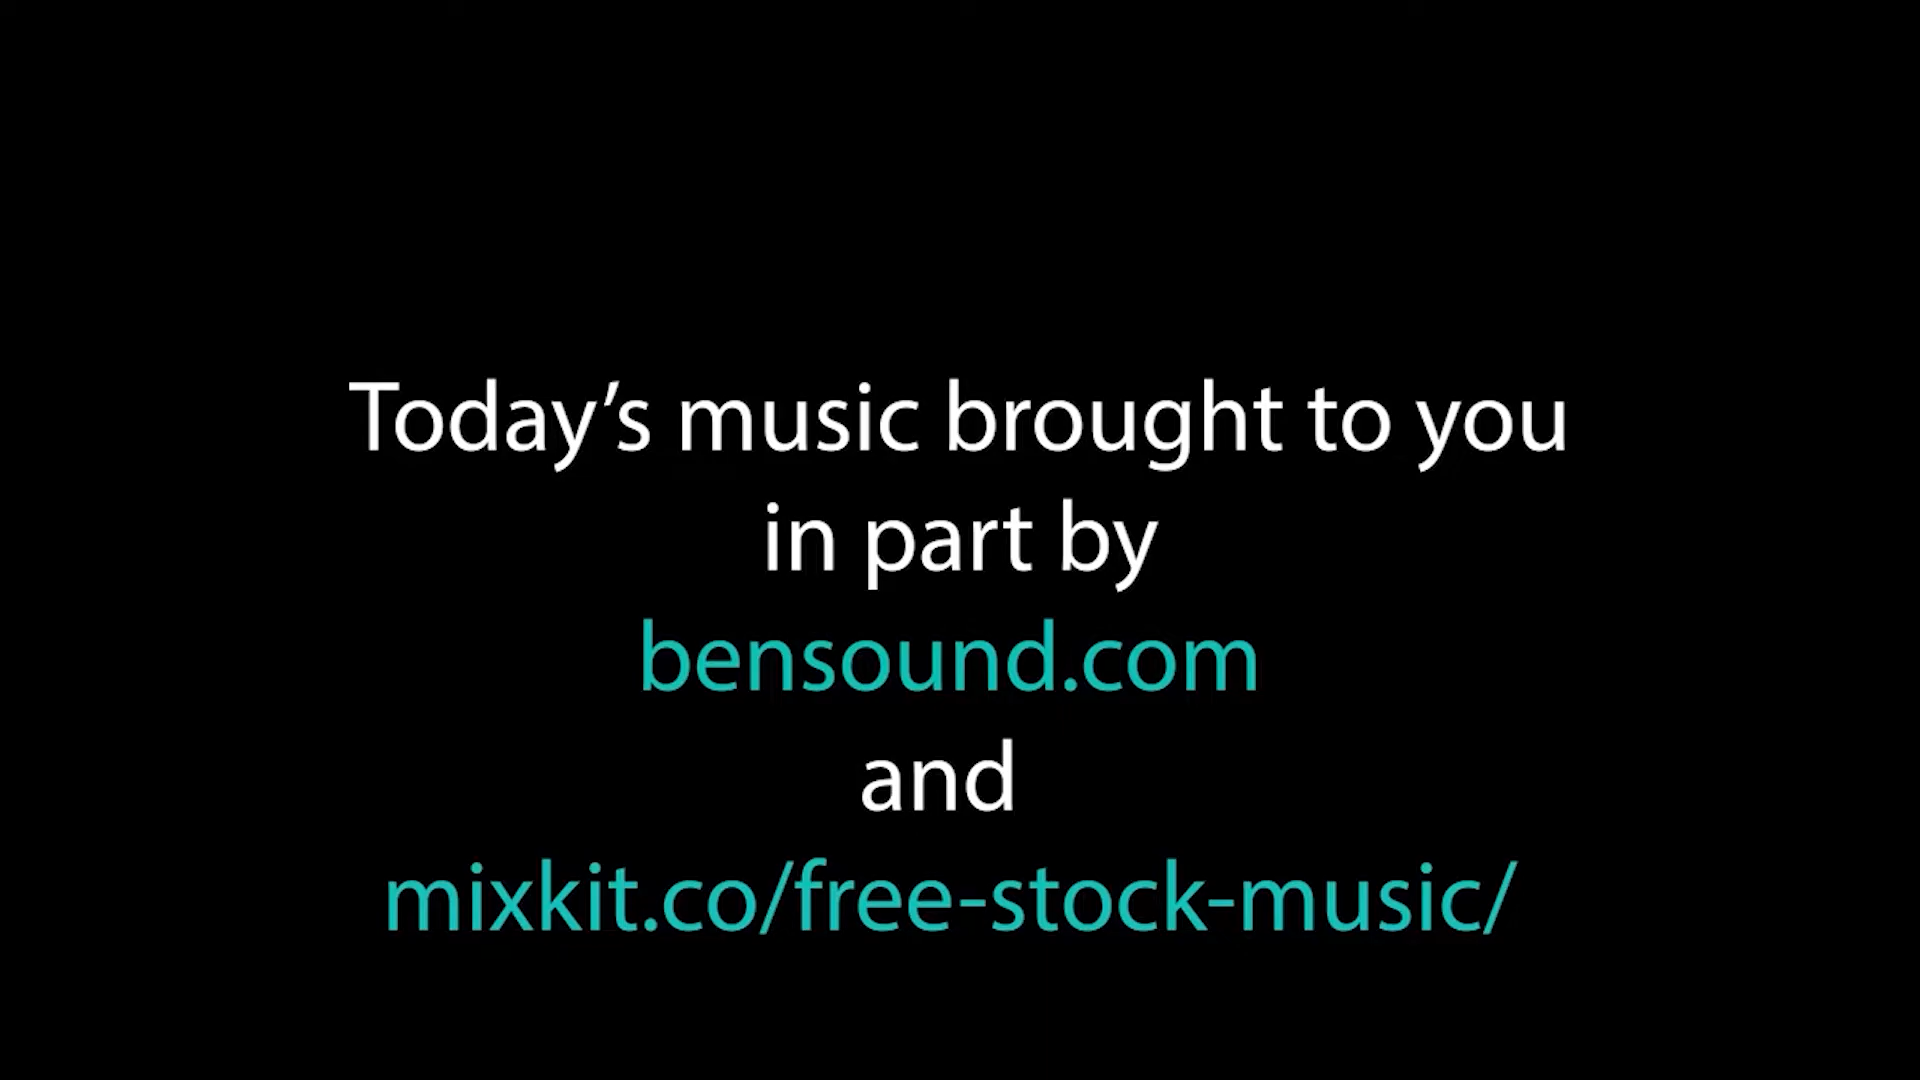 Today’s music brought to you
in part by
bensound.com
and
mixkit.co/free-stock-music/